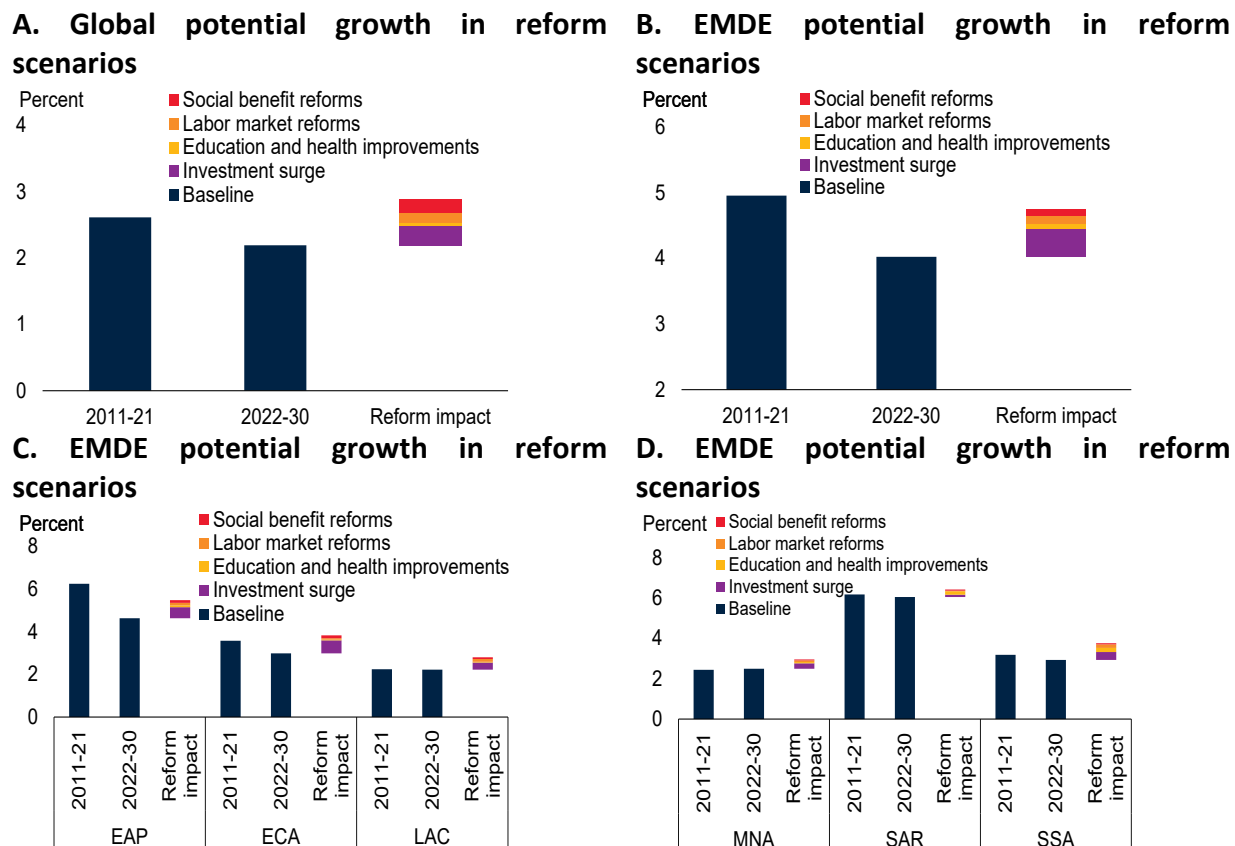 A. Global potential growth in reform
scenarios
Percent
Social benefit reforms
Labor market reforms
Education and health improvements
Investment surge
Baseline
4
3
2
1
0
2011-21 2022-30 Reform impact
B. EMDE potential growth in reform
scenarios
Percent
Social benefit reforms
Labor market reforms
Education and health improvements
Investment surge
Baseline
6
5
4
3
2
2011-21 2022-30 Reform impact
C. EMDE potential growth in reform
scenarios
Percent
Social benefit reforms
Labor market reforms
Education and health improvements
Investment surge
Baseline
8
6
4
2
0
2011-21
2022-30
Reform
impact
2011-21
2022-30
Reform
impact
2011-21
2022-30
Reform
impact
EAP ECA LAC
D. EMDE potential growth in reform
scenarios
Percent
Social benefit reforms
Labor market reforms
Education and health improvements
Investment surge
Baseline
8
6
4
2
0
2011-21
2022-30
Reform
impact
2011-21
2022-30
Reform
impact
2011-21
2022-30
Reform
impact
MNA SAR SSA